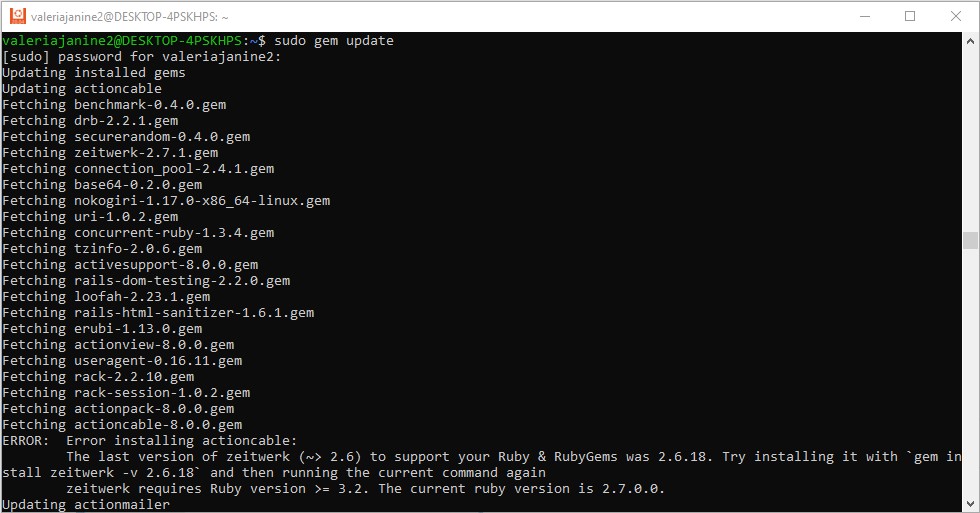 valeriajanine2@DESKTOP-4PSKHPS: ~
valeriajanine2@DESKTOP-4PSKHPS:~$ sudo gem update
[sudo] password for valeriajanine2:
Updating installed gems
Updating actioncable
Fetching benchmark-0.4.0.gem
Fetching drb-2.2.1.gem
Fetching securerandom-0.4.0.gem
Fetching zeitwerk-2.7.1.gem
Fetching connection_pool-2.4.1.gem
Fetching base64-0.2.0.gem
Fetching nokogiri-1.17.0-x86_64-linux.gem
Fetching uri-1.0.2.gem
Fetching concurrent-ruby-1.3.4.gem
Fetching tzinfo-2.0.6.gem
Fetching activesupport-8.0.0.gem
Fetching rails-dom-testing-2.2.0.gem
Fetching loofah-2.23.1.gem
Fetching rails-html-sanitizer-1.6.1.gem
Fetching erubi-1.13.0.gem
Fetching actionview-8.0.0.gem
Fetching useragent-0.16.11.gem
Fetching rack-2.2.10.gem
Fetching rack-session-1.0.2.gem
Fetching actionpack-8.0.0.gem
Fetching actioncable-8.0.0.gem
ERROR:  Error installing actioncable:
        The last version of zeitwerk (~> 2.6) to support your Ruby & RubyGems was 2.6.18. Try installing it with `gem in
stall zeitwerk -v 2.6.18` and then running the current command again
        zeitwerk requires Ruby version >= 3.2. The current ruby version is 2.7.0.0.
Updating actionmailer